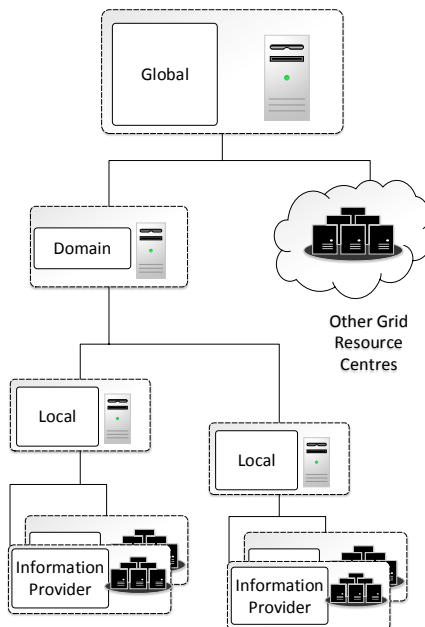 Global
Domain
Other Grid
Resource
Centres
Local
Local
Information
Provider
Information
Provider